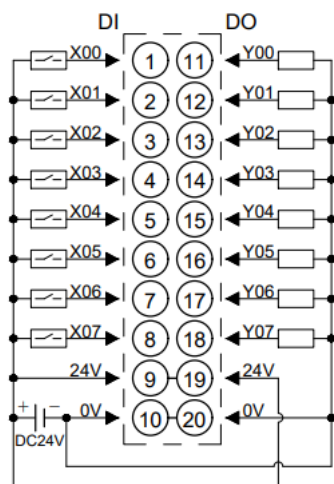 DI DO
X00 1 11 Y00
X01 2 12 Y01
X02 3 13 Y02
X03 4 14 Y03
X04 5 15 Y04
X05 6 16 Y05
X06 7 17 Y06
X07 8 18 Y07
24V 9 19 24V
+ − 0V 10 20 0V
DC24V